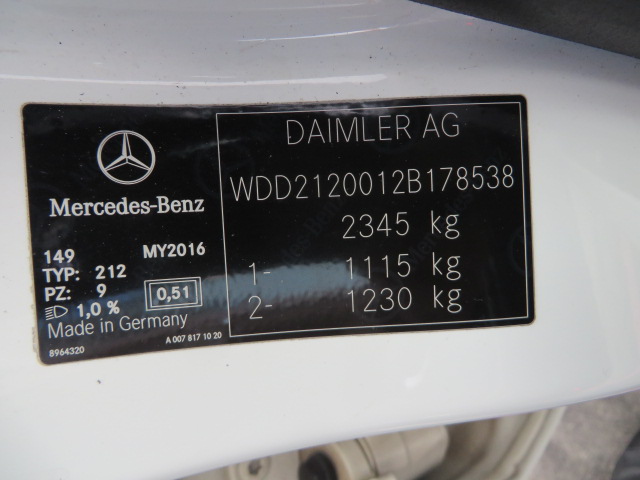 Mercedes-Benz
149 MY2016
TYP: 212
PZ: 9 0,51
1,0 %
Made in Germany
8964320 A 007 817 10 20
DAIMLER AG
WDD2120012B178538
2345 kg
1- 1115 kg
2- 1230 kg